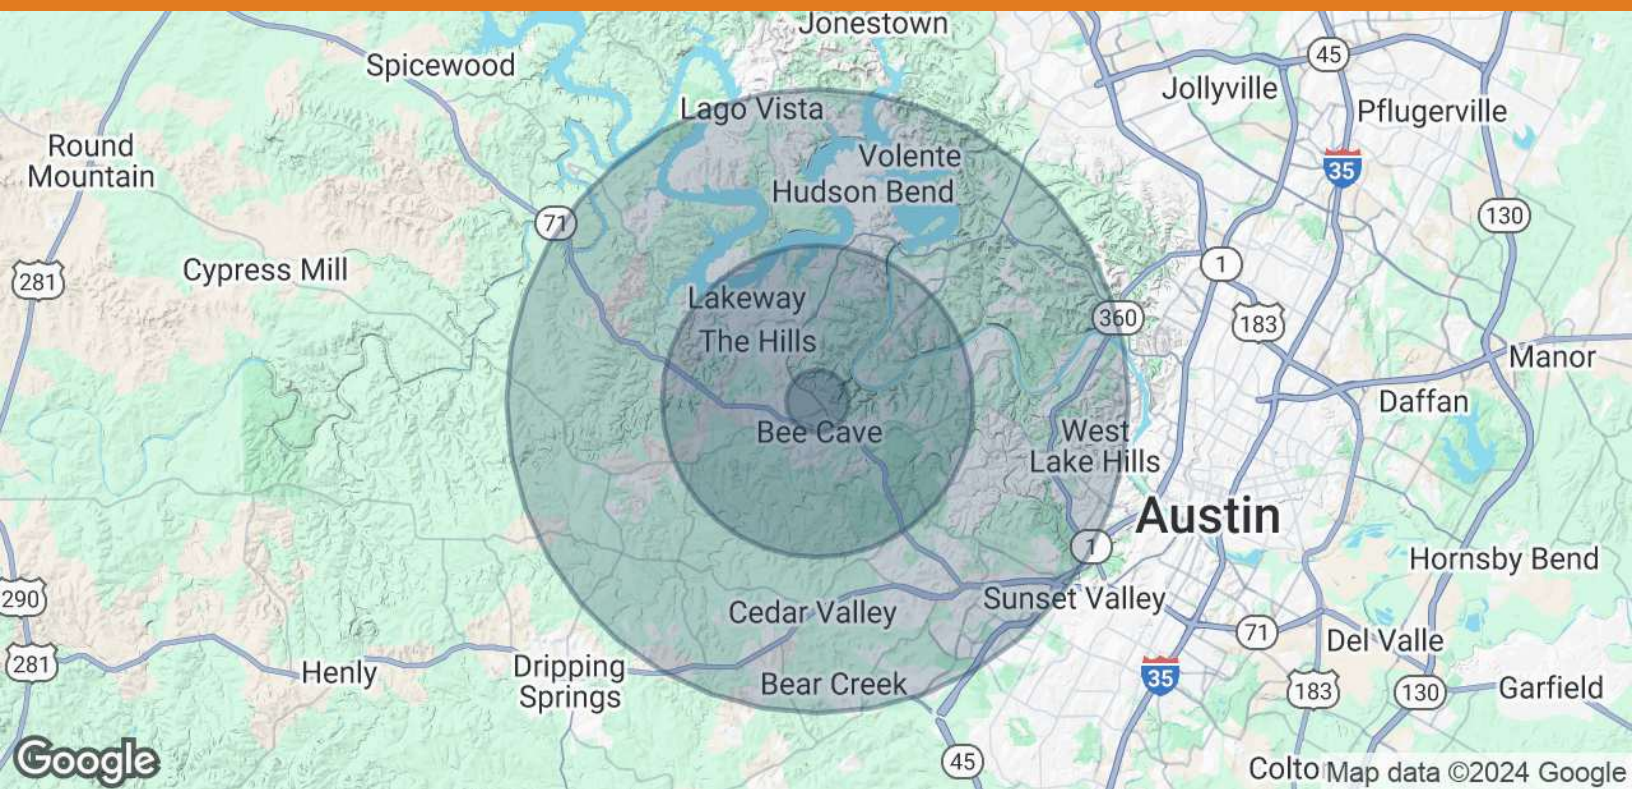 Jonestown
45
Spicewood
Jollyville
Lago Vista
Pflugerville
Round
Mountain
Volente
35
Hudson Bend
130
71
1
Cypress Mill
281
Lakeway
360
183
The Hills
Manor
Daffan
Bee Cave
West
Lake Hills
Austin
1
Hornsby Bend
290
Sunset Valley
Cedar Valley
71
Del Valle
281
Henly
Dripping
Springs
Bear Creek
35
183
130
Garfield
Google
45
Colto
Map data ©2024 Google